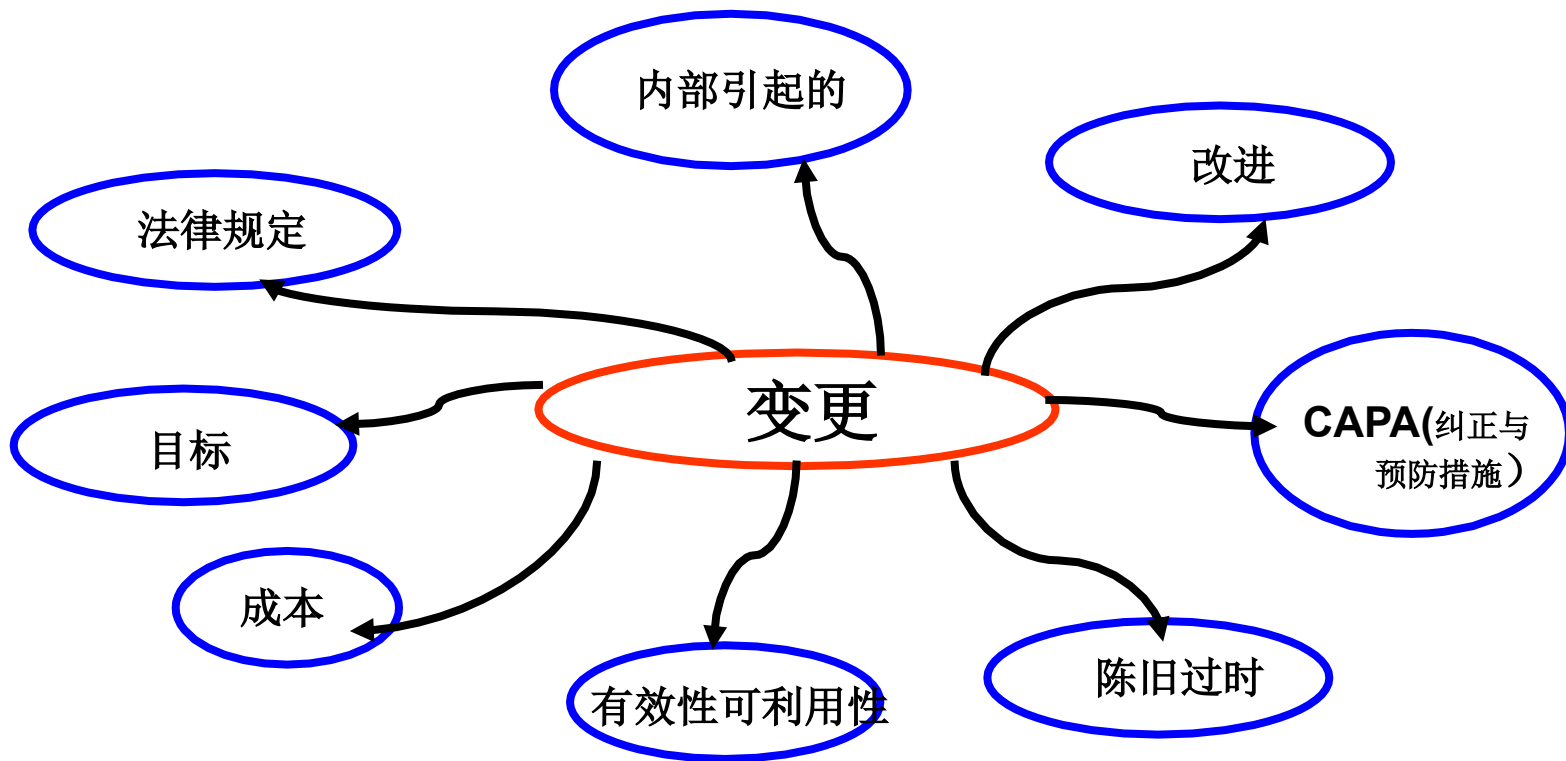 内部引起的
改进
法律规定
变更
CAPA(纠正与
预防措施）
目标
成本
有效性可利用性
陈旧过时